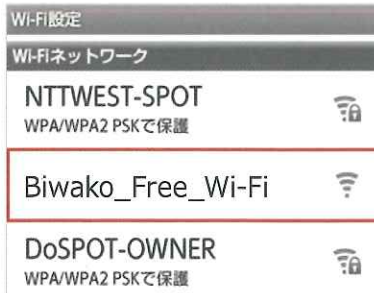 Wi-Fi設定
Wi-Fiネットワーク
NTTWEST-SPOT
WPA/WPA2 PSKで保護
Biwako_Free_Wi-Fi
DoSPOT-OWNER
WPA/WPA2 PSKで保護